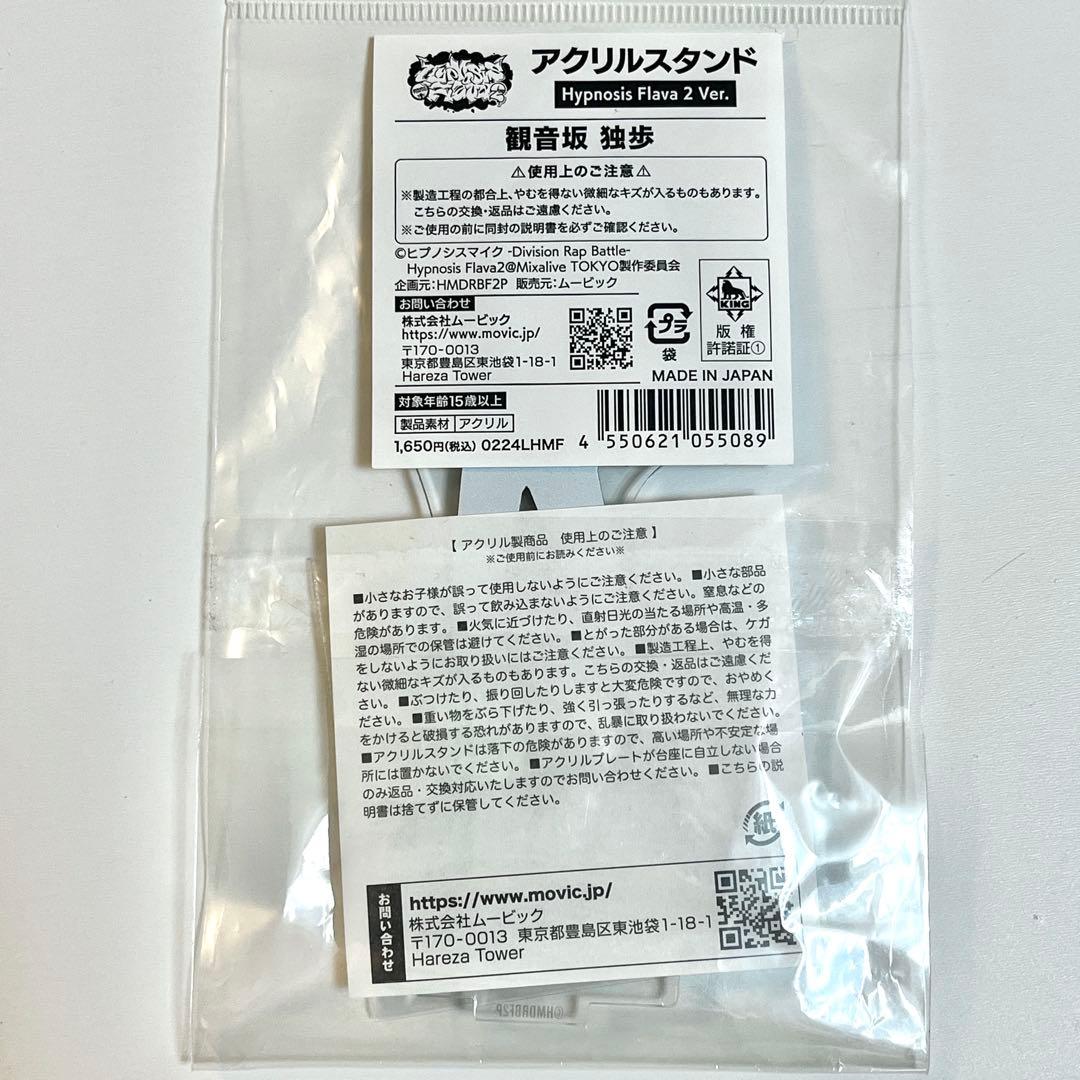 HYPNOSIS FLAVA 2
アクリルスタンド
Hypnosis Flava 2 Ver.
観音坂 独歩
⚠使用上のご注意⚠
※製造工程の都合上、やむを得ない微細なキズが入るものもあります。
こちらの交換・返品はご遠慮ください。
※ご使用の前に同封の説明書を必ずご確認ください。
©ヒプノシスマイク -Division Rap Battle-
Hypnosis Flava2@Mixalive TOKYO製作委員会
企画元:HMDRBF2P 販売元:ムービック
お問い合わせ
株式会社ムービック
https://www.movic.jp/
〒170-0013
東京都豊島区東池袋1-18-1
Hareza Tower
プラ
袋
KING
版権
許諾証①
MADE IN JAPAN
対象年齢15歳以上
製品素材 アクリル
1,650円(税込) 0224LHMF
4 550621 055089
【 アクリル製商品 使用上のご注意 】
※ご使用前にお読みください※
■小さなお子様が誤って使用しないようにご注意ください。■小さな部品
がありますので、誤って飲み込まないようにご注意ください。窒息などの
危険があります。■火気に近づけたり、直射日光の当たる場所や高温・多
湿の場所での保管は避けてください。■とがった部分がある場合は、ケガ
をしないようにお取り扱いにはご注意ください。■製造工程上、やむを得
ない微細なキズが入るものもあります。こちらの交換・返品はご遠慮くだ
さい。■ぶつけたり、振り回したりしますと大変危険ですので、おやめく
ださい。■重い物をぶら下げたり、強く引っ張ったりするなど、無理な力
をかけると破損する恐れがありますので、乱暴に取り扱わないでください。
■アクリルスタンドは落下の危険がありますので、高い場所や不安定な場
所には置かないでください。■アクリルプレートが台座に自立しない場合
のみ返品・交換対応いたしますのでお問い合わせください。■こちらの説
明書は捨てずに保管してください。
紙
お問い合わせ
https://www.movic.jp/
株式会社ムービック
〒170-0013 東京都豊島区東池袋1-18-1
Hareza Tower
©HMDRBF2P